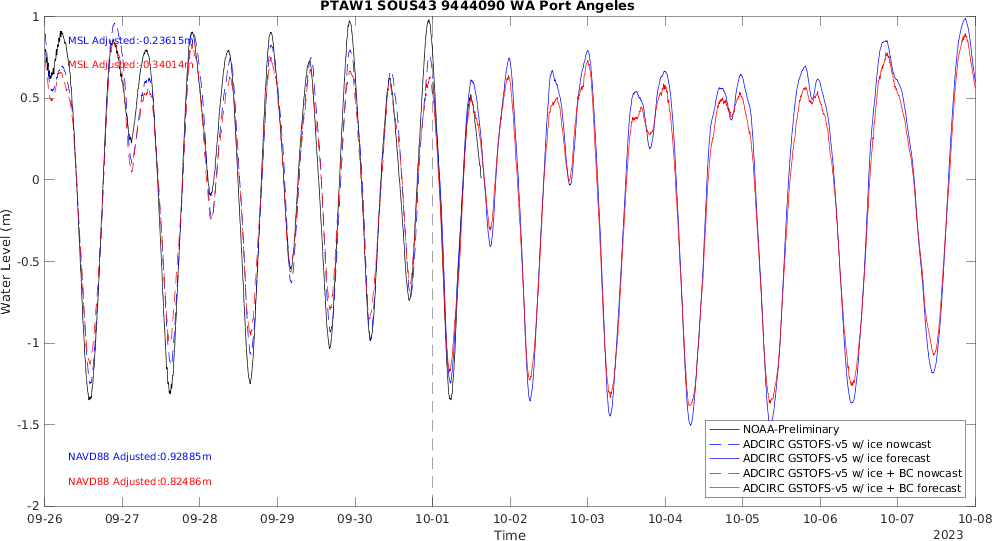 PTAW1 SOUS43 9444090 WA Port Angeles
MSL Adjusted:-0.23615m
MSL Adjusted:-0.34014m
NAVD88 Adjusted:0.92885m
NAVD88 Adjusted:0.82486m
Water Level (m)
1
0.5
0
-0.5
-1
-1.5
-2
NOAA-Preliminary
ADCIRC GSTOFS-v5 w/ ice nowcast
ADCIRC GSTOFS-v5 w/ ice forecast
ADCIRC GSTOFS-v5 w/ ice + BC nowcast
ADCIRC GSTOFS-v5 w/ ice + BC forecast
09-26 09-27 09-28 09-29 09-30 10-01 10-02 10-03 10-04 10-05 10-06 10-07 10-08
Time
2023